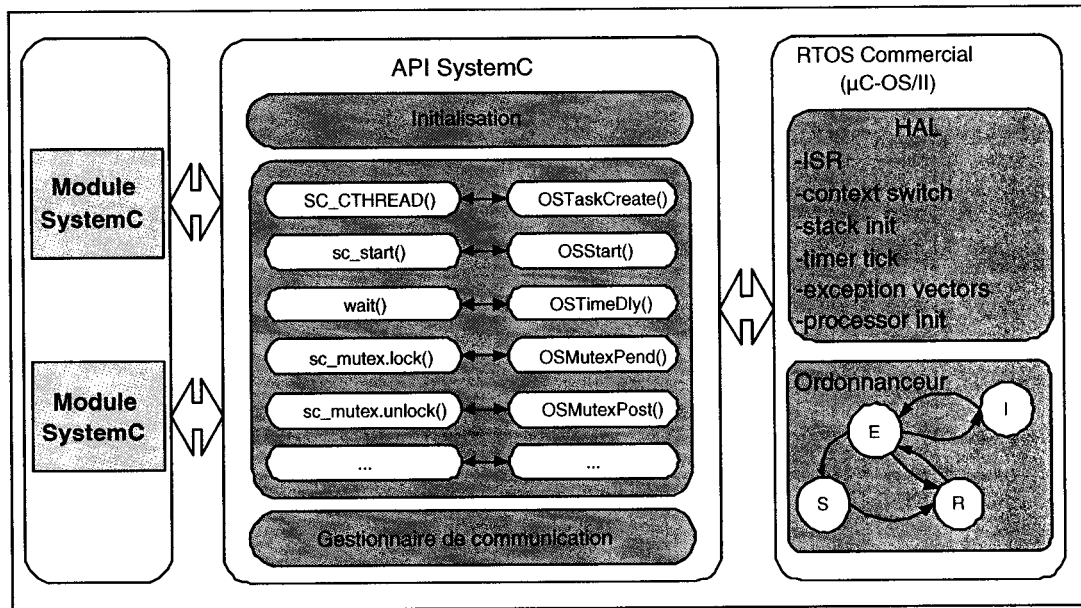 Module
SystemC
Module
SystemC
API SystemC
Initialisation
SC_CTHREAD()
OSTaskCreate()
sc_start()
OSStart()
wait()
OSTimeDly()
sc_mutex.lock()
OSMutexPend()
sc_mutex.unlock()
OSMutexPost()
...
...
Gestionnaire de communication
RTOS Commercial
(µC-OS/II)
HAL
-ISR
-context switch
-stack init
-timer tick
-exception vectors
-processor init
Ordonnanceur
I
E
S
R